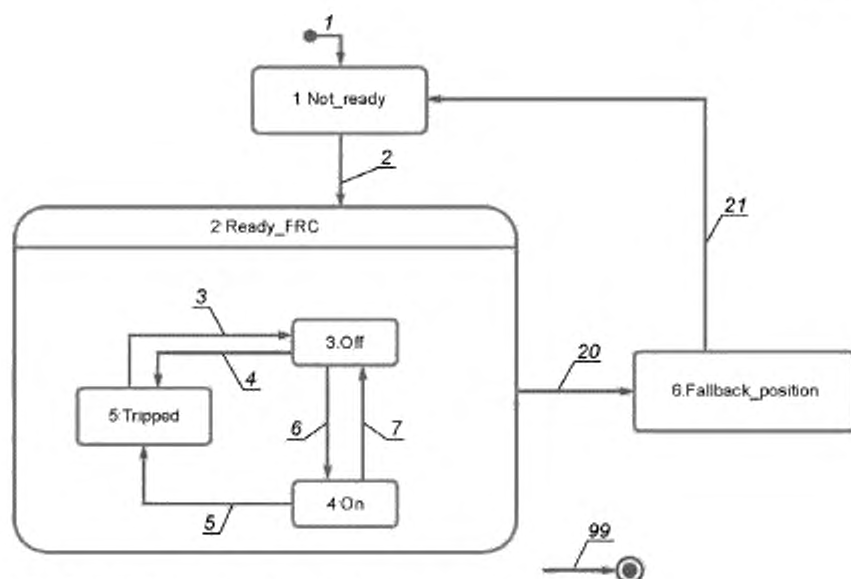 1
1 Not_ready
2
21
2 Ready_FRC
3
3.Off
4
20
6.Fallback_position
5:Tripped
6
7
4:On
5
99